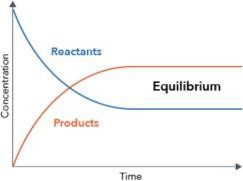 Concentration
Reactants
Equilibrium
Products
Time